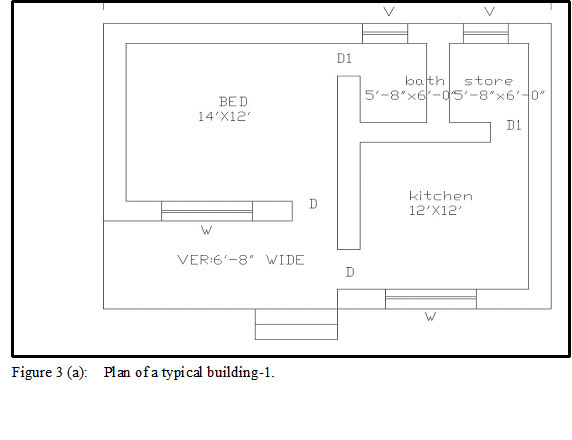 V V
D1
bath store
5'-8"x6'-0" 5'-8"x6'-0"
BED
14'X12'
D1
kitchen
12'X12'
D
W
VER:6'-8" WIDE
D
W
Figure 3 (a): Plan of a typical building-1.